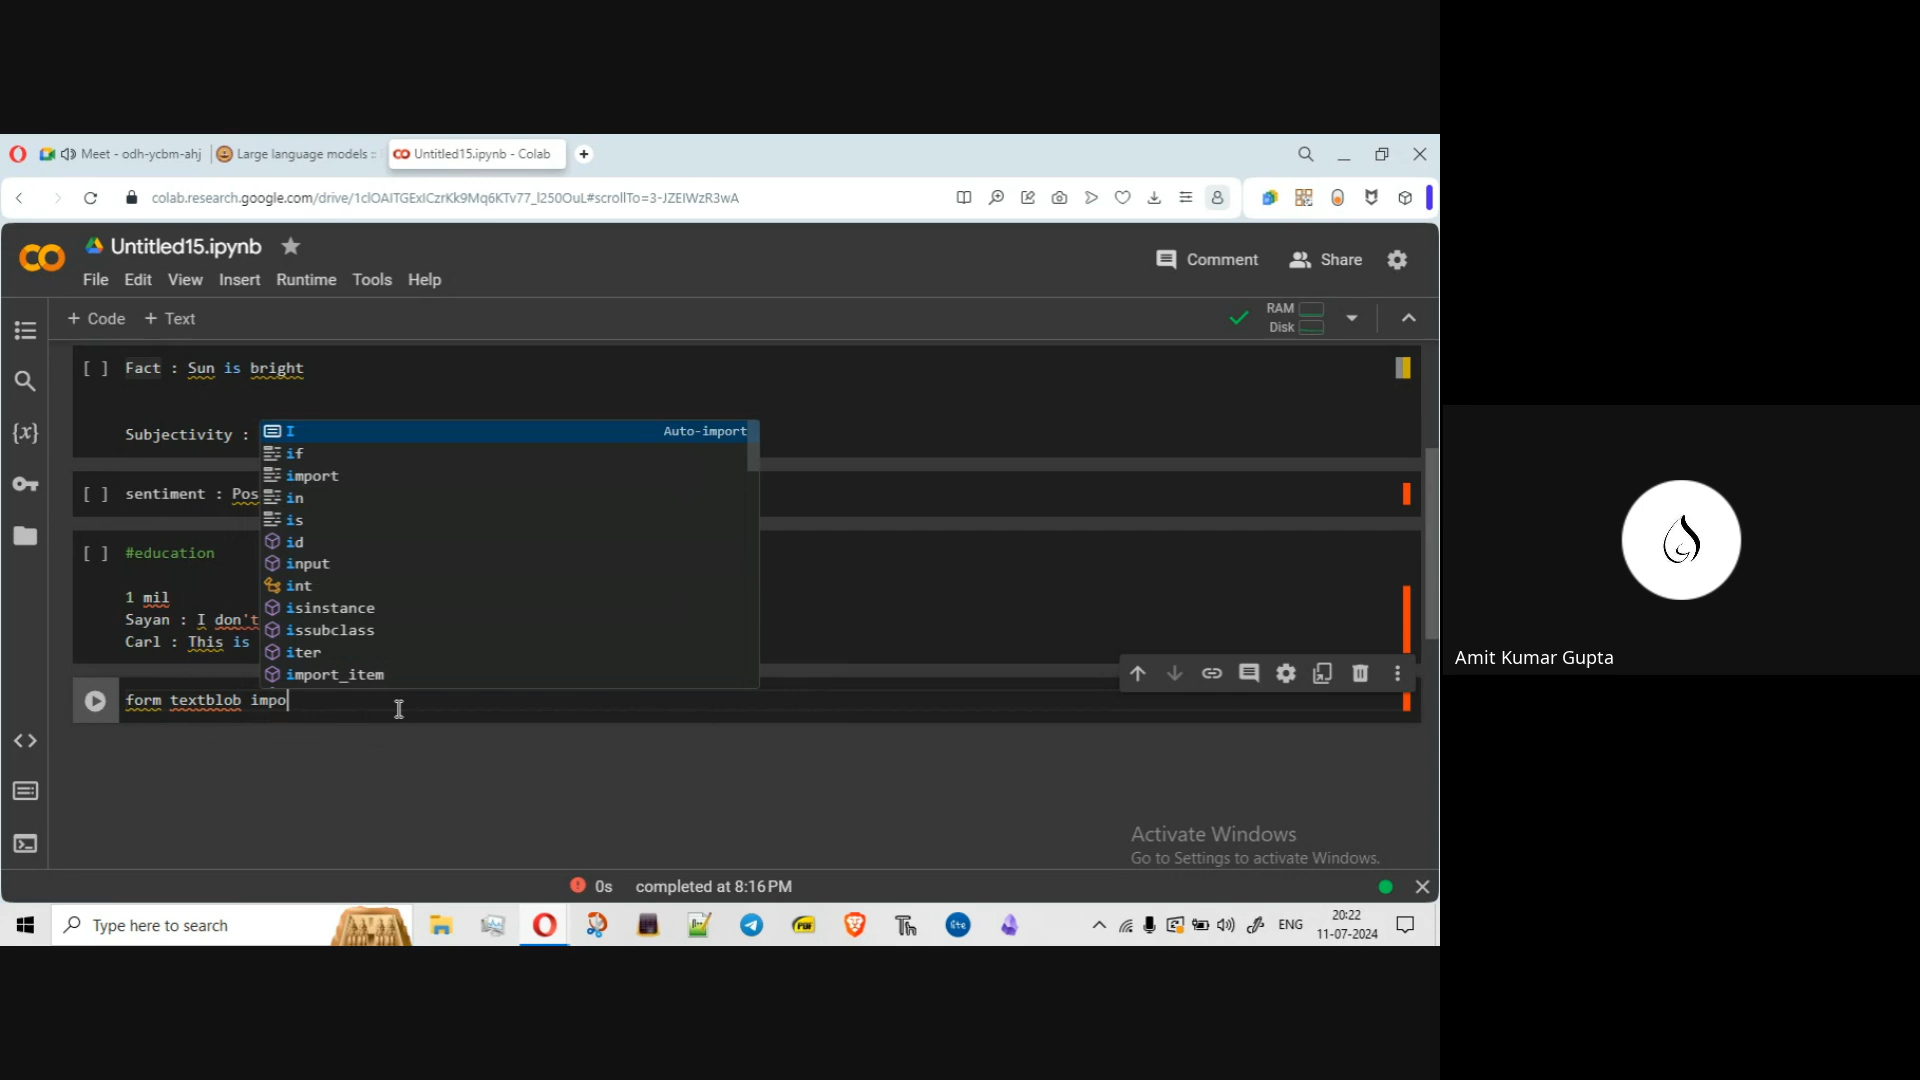 Meet - odh-ycbm-ahj
Large language models ::
Untitled15.ipynb - Colab
colab.research.google.com/drive/1clOAITGExICzrKk9Mq6KTv77_l250OuL#scrollTo=3-JZEIWzR3wA
Untitled15.ipynb
Comment
Share
File Edit View Insert Runtime Tools Help
+ Code + Text
RAM
Disk
[ ] Fact : Sun is bright
Subjectivity :
I Auto-import
if
import
in
is
id
input
int
isinstance
issubclass
iter
import_item
[ ] sentiment : Pos
[ ] #education
1 mil
Sayan : I don't
Carl : This is
form textblob impo
Amit Kumar Gupta
Activate Windows
Go to Settings to activate Windows.
0s completed at 8:16 PM
Type here to search
ENG
20:22
11-07-2024